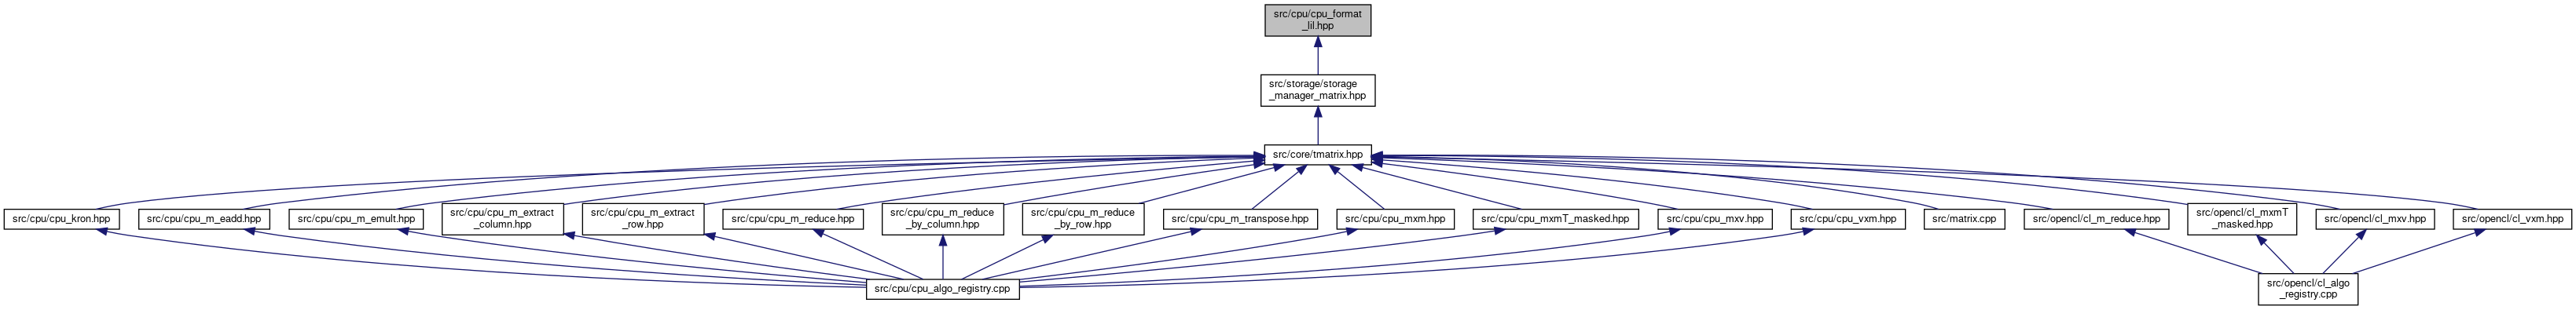 src/cpu/cpu_format
_lil.hpp
src/storage/storage
_manager_matrix.hpp
src/core/tmatrix.hpp
src/cpu/cpu_kron.hpp
src/cpu/cpu_m_eadd.hpp
src/cpu/cpu_m_emult.hpp
src/cpu/cpu_m_extract
_column.hpp
src/cpu/cpu_m_extract
_row.hpp
src/cpu/cpu_m_reduce.hpp
src/cpu/cpu_m_reduce
_by_column.hpp
src/cpu/cpu_m_reduce
_by_row.hpp
src/cpu/cpu_m_transpose.hpp
src/cpu/cpu_mxm.hpp
src/cpu/cpu_mxmT_masked.hpp
src/cpu/cpu_mxv.hpp
src/cpu/cpu_vxm.hpp
src/matrix.cpp
src/opencl/cl_m_reduce.hpp
src/opencl/cl_mxmT
_masked.hpp
src/opencl/cl_mxv.hpp
src/opencl/cl_vxm.hpp
src/cpu/cpu_algo_registry.cpp
src/opencl/cl_algo
_registry.cpp